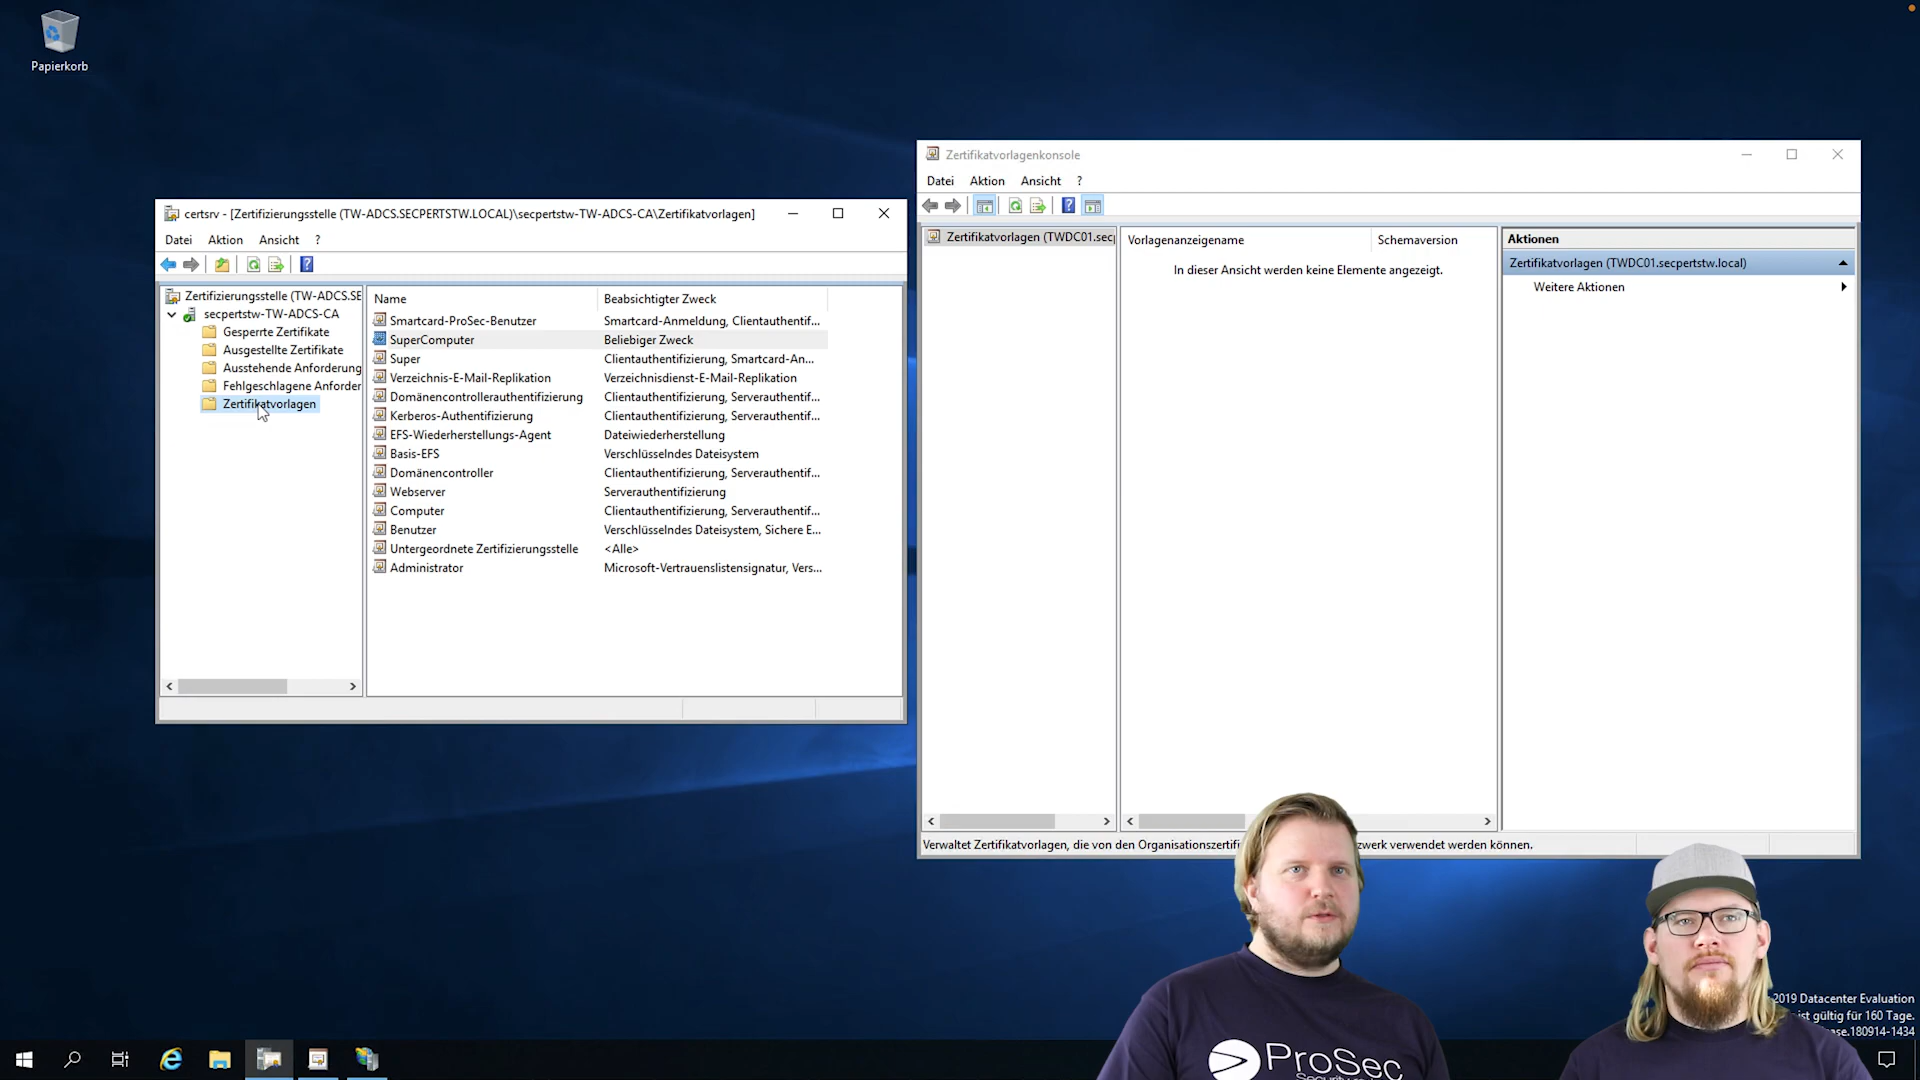 Papierkorb
certsrv - [Zertifizierungsstelle (TW-ADCS.SECPERTSTW.LOCAL)\secpertstw-TW-ADCS-CA\Zertifikatvorlagen]
Datei Aktion Ansicht ?
Zertifizierungsstelle (TW-ADCS.SE
secpertstw-TW-ADCS-CA
Gesperrte Zertifikate
Ausgestellte Zertifikate
Ausstehende Anforderung
Fehlgeschlagene Anforder
Zertifikatvorlagen
Name Beabsichtigter Zweck
Smartcard-ProSec-Benutzer Smartcard-Anmeldung, Clientauthentif...
SuperComputer Beliebiger Zweck
Super Clientauthentifizierung, Smartcard-An...
Verzeichnis-E-Mail-Replikation Verzeichnisdienst-E-Mail-Replikation
Domänencontrollerauthentifizierung Clientauthentifizierung, Serverauthentif...
Kerberos-Authentifizierung Clientauthentifizierung, Serverauthentif...
EFS-Wiederherstellungs-Agent Dateiwiederherstellung
Basis-EFS Verschlüsselndes Dateisystem
Domänencontroller Clientauthentifizierung, Serverauthentif...
Webserver Serverauthentifizierung
Computer Clientauthentifizierung, Serverauthentif...
Benutzer Verschlüsselndes Dateisystem, Sichere E...
Untergeordnete Zertifizierungsstelle <Alle>
Administrator Microsoft-Vertrauenslistensignatur, Vers...
Zertifikatvorlagenkonsole
Datei Aktion Ansicht ?
Zertifikatvorlagen (TWDC01.secp
Vorlagenanzeigename Schemaversion
In dieser Ansicht werden keine Elemente angezeigt.
Aktionen
Zertifikatvorlagen (TWDC01.secpertstw.local)
Weitere Aktionen
Verwaltet Zertifikatvorlagen, die von den Organisationszertifi zwerk verwendet werden können.
2019 Datacenter Evaluation
ist gültig für 160 Tage.
ase.180914-1434
ProSec